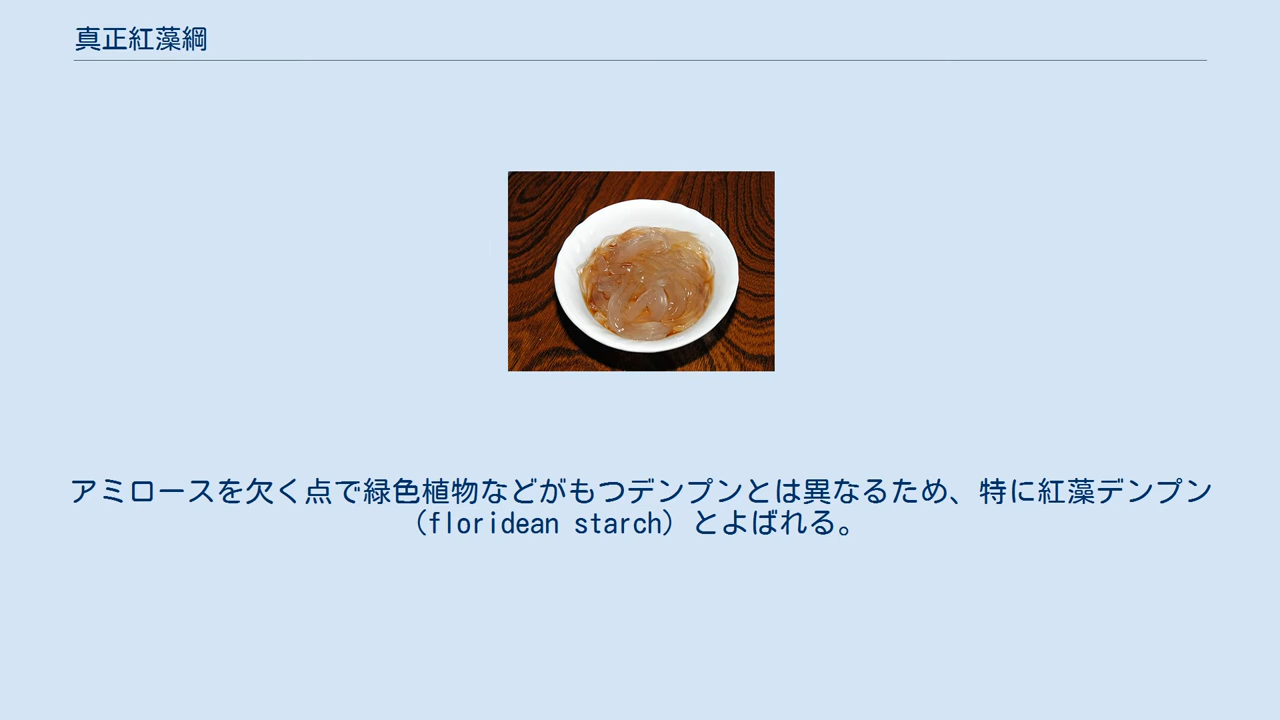 真正紅藻綱
アミロースを欠く点で緑色植物などがもつデンプンとは異なるため、特に紅藻デンプン
(floridean starch) とよばれる。